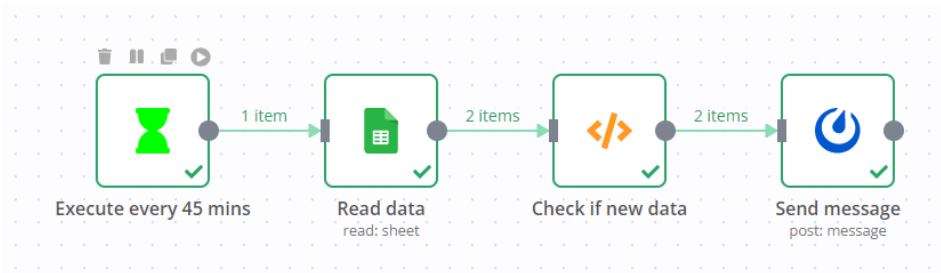 1 item
2 items
2 items
Execute every 45 mins
Read data
Check if new data
Send message
read: sheet
post: message